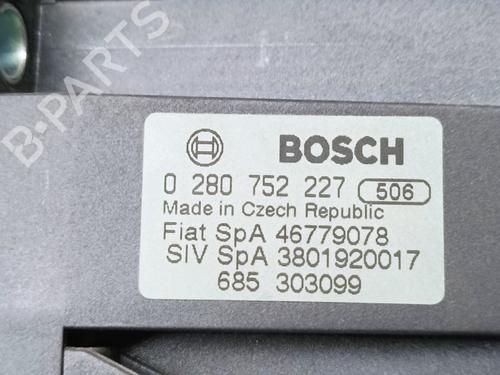 B-PARTS
BOSCH
0 280 752 227 506
Made in Czech Republic
Fiat SpA 46779078
SIV SpA 3801920017
685 303099